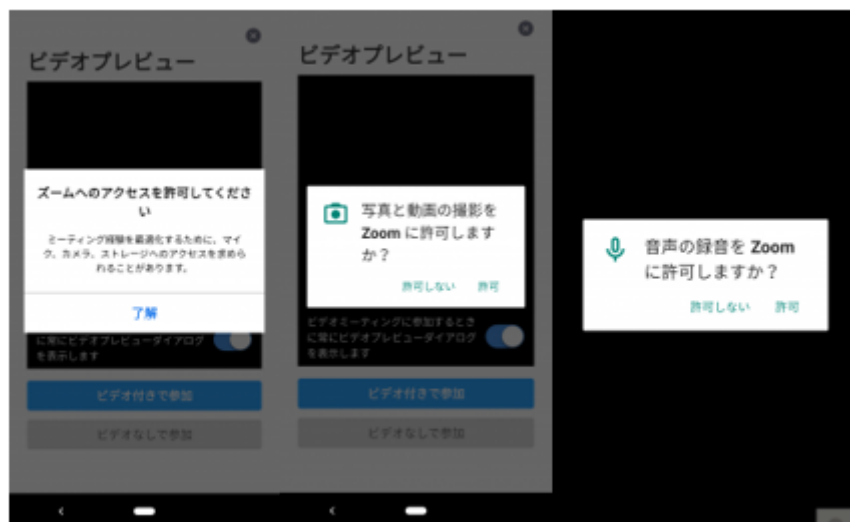 ビデオプレビュー
ズームへのアクセスを許可してくださ
い
ミーティング経験を最適化するために、マイ
ク、カメラ、ストレージへのアクセスを求めら
れることがあります。
了解
に常にビデオプレビューダイアログ
を表示します
ビデオ付きで参加
ビデオなしで参加
ビデオプレビュー
写真と動画の撮影を
Zoom に許可します
か？
許可しない 許可
ビデオミーティングに参加するとき
に常にビデオプレビューダイアログ
を表示します
ビデオ付きで参加
ビデオなしで参加
音声の録音を Zoom
に許可しますか？
許可しない 許可